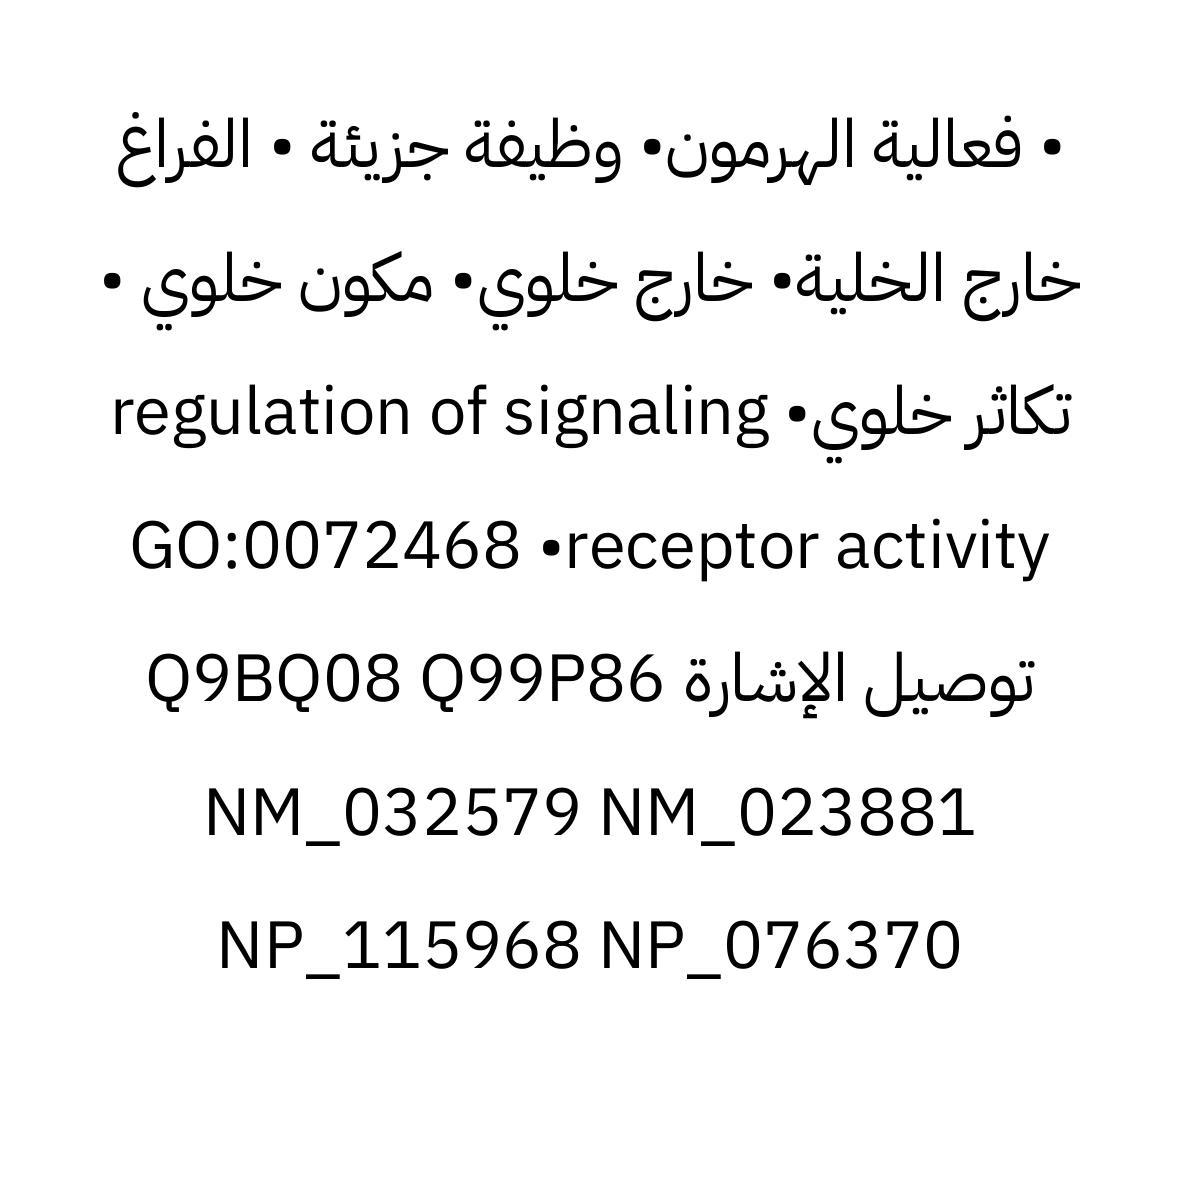 • فعالية الهرمون• وظيفة جزيئة • الفراغ
خارج الخلية• خارج خلوي• مكون خلوي •
تكاثر خلوي• regulation of signaling
GO:0072468 •receptor activity
توصيل الإشارة Q9BQ08 Q99P86
NM_032579 NM_023881
NP_115968 NP_076370